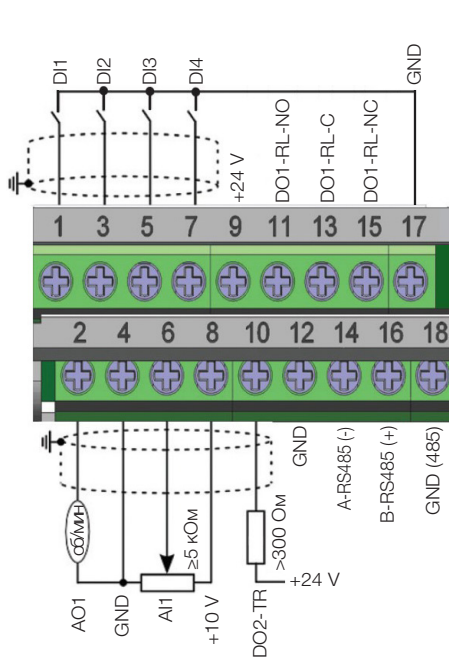 DI1
DI2
DI3
DI4
+24 V
DO1-RL-NO
DO1-RL-C
DO1-RL-NC
GND
1
3
5
7
9
11
13
15
17
2
4
6
8
10
12
14
16
18
AO1
об/мин
GND
AI1
≥5 кОм
+10 V
DO2-TR
>300 Ом
+24 V
GND
A-RS485 (-)
B-RS485 (+)
GND (485)